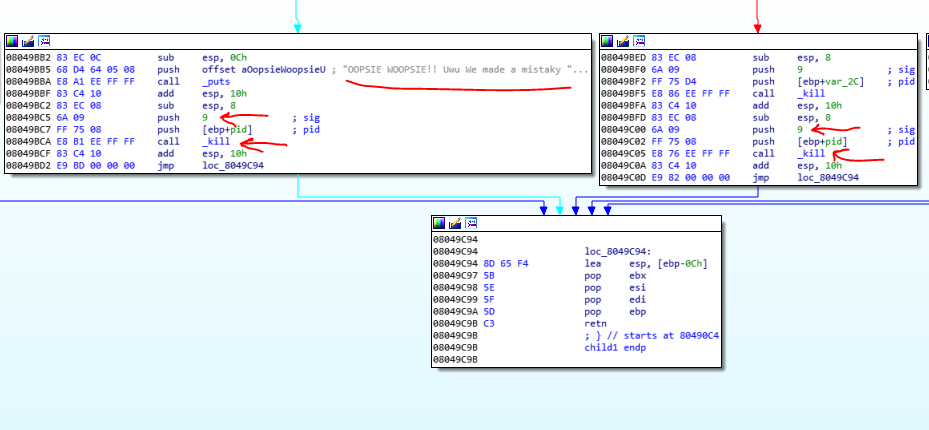 08049BB2 83 EC 0C sub esp, 0Ch
08049BB5 68 D4 64 05 08 push offset aOopsieWoopsieU ; "OOPSIE WOOPSIE!! Uwu We made a mistaky "...
08049BBA E8 A1 EE FF FF call _puts
08049BBF 83 C4 10 add esp, 10h
08049BC2 83 EC 08 sub esp, 8
08049BC5 6A 09 push 9 ; sig
08049BC7 FF 75 08 push [ebp+pid] ; pid
08049BCA E8 B1 EE FF FF call _kill
08049BCF 83 C4 10 add esp, 10h
08049BD2 E9 BD 00 00 00 jmp loc_8049C94
08049BED 83 EC 08 sub esp, 8
08049BF0 6A 09 push 9 ; sig
08049BF2 FF 75 D4 push [ebp+var_2C] ; pid
08049BF5 E8 86 EE FF FF call _kill
08049BFA 83 C4 10 add esp, 10h
08049BFD 83 EC 08 sub esp, 8
08049C00 6A 09 push 9 ; sig
08049C02 FF 75 08 push [ebp+pid] ; pid
08049C05 E8 76 EE FF FF call _kill
08049C0A 83 C4 10 add esp, 10h
08049C0D E9 82 00 00 00 jmp loc_8049C94
08049C94
08049C94 loc_8049C94:
08049C94 8D 65 F4 lea esp, [ebp-0Ch]
08049C97 5B pop ebx
08049C98 5E pop esi
08049C99 5F pop edi
08049C9A 5D pop ebp
08049C9B C3 retn
08049C9B ; } // starts at 80490C4
08049C9B child1 endp
08049C9B